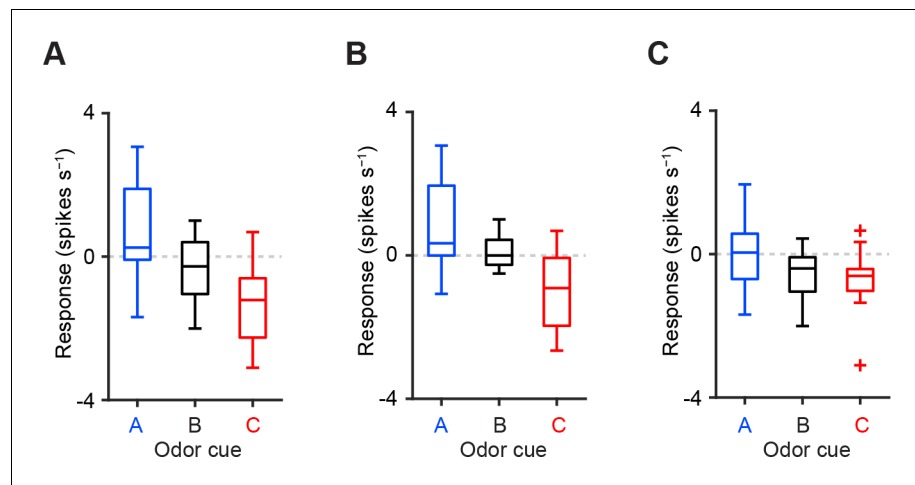 A
B
C
4
0
-4
Response (spikes s⁻¹)
A B C
Odor cue
4
0
-4
Response (spikes s⁻¹)
A B C
Odor cue
4
0
-4
Response (spikes s⁻¹)
A B C
Odor cue